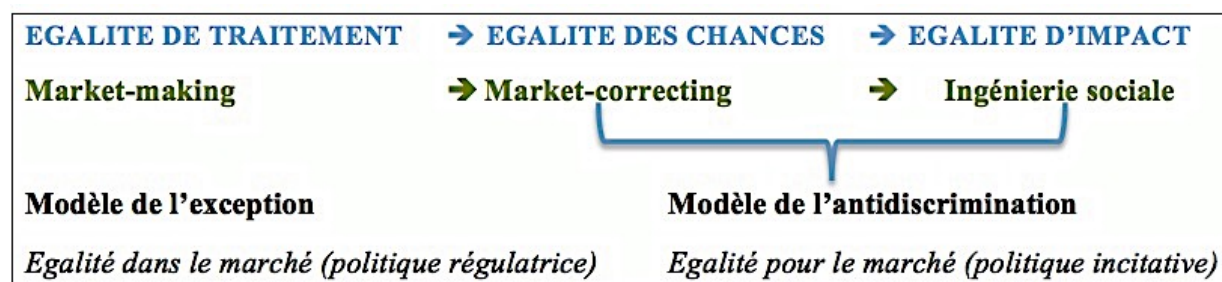 EGALITE DE TRAITEMENT ➔ EGALITE DES CHANCES ➔ EGALITE D’IMPACT
Market-making ➔ Market-correcting ➔ Ingénierie sociale
Modèle de l’exception Modèle de l’antidiscrimination
Egalité dans le marché (politique régulatrice) Egalité pour le marché (politique incitative)